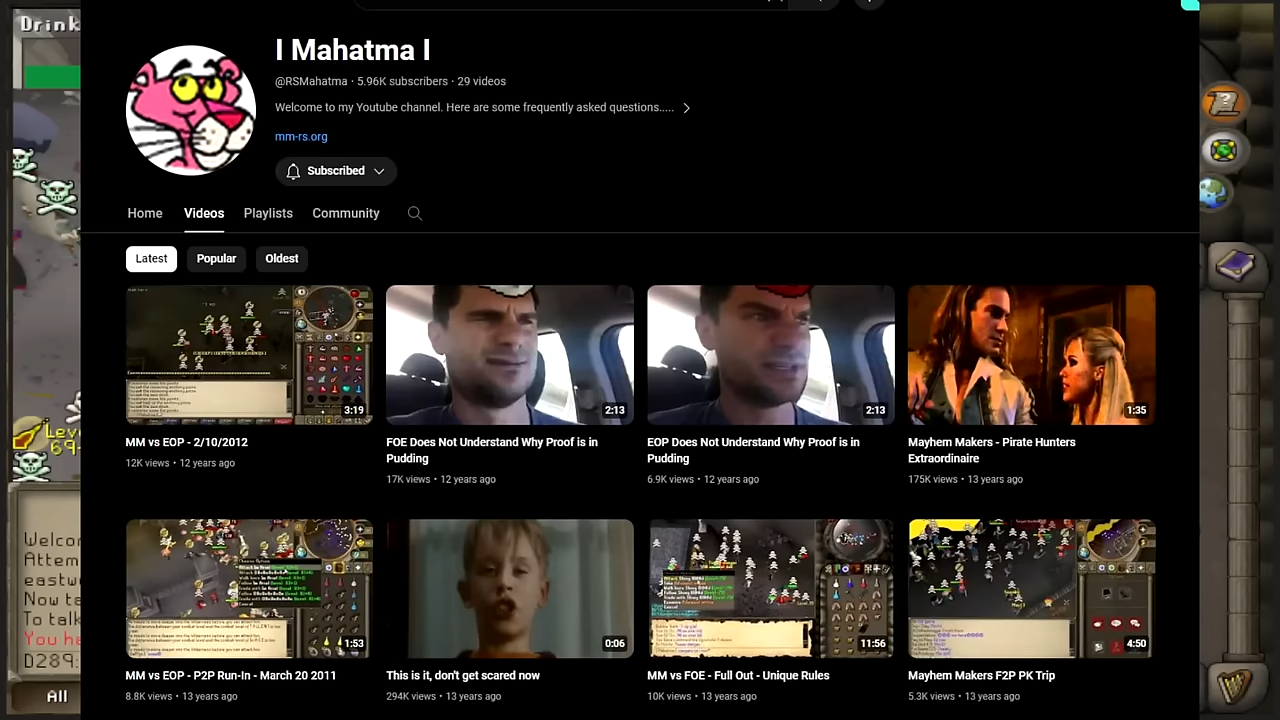 Drink
I Mahatma I
@RSMahatma · 5.96K subscribers · 29 videos
Welcome to my Youtube channel. Here are some frequently asked questions.....
mm-rs.org
Subscribed
Home Videos Playlists Community
Latest Popular Oldest
3:19 2:13 2:13 1:35
MM vs EOP - 2/10/2012
12K views • 12 years ago
FOE Does Not Understand Why Proof is in
Pudding
17K views • 12 years ago
EOP Does Not Understand Why Proof is in
Pudding
6.9K views • 12 years ago
Mayhem Makers - Pirate Hunters
Extraordinaire
175K views • 13 years ago
Leve
69
Welcom
Attem
eastw
Now ta
To talk
You ha
D289:
All
1:53 0:06 11:56 4:50
MM vs EOP - P2P Run-In - March 20 2011
8.8K views • 13 years ago
This is it, don't get scared now
294K views • 13 years ago
MM vs FOE - Full Out - Unique Rules
10K views • 13 years ago
Mayhem Makers F2P PK Trip
5.3K views • 13 years ago